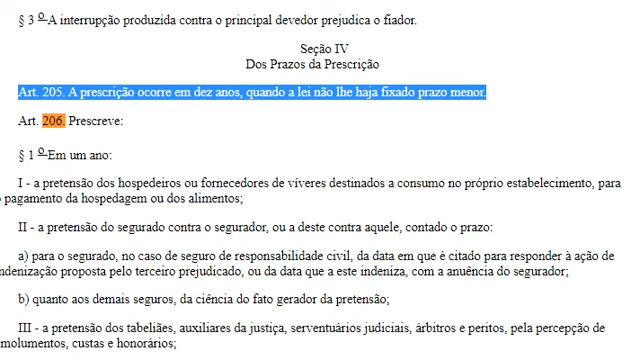 § 3 º A interrupção produzida contra o principal devedor prejudica o fiador.
Seção IV
Dos Prazos da Prescrição
Art. 205. A prescrição ocorre em dez anos, quando a lei não lhe haja fixado prazo menor.
Art. 206. Prescreve:
§ 1 º Em um ano:
I - a pretensão dos hospedeiros ou fornecedores de víveres destinados a consumo no próprio estabelecimento, para
o pagamento da hospedagem ou dos alimentos;
II - a pretensão do segurado contra o segurador, ou a deste contra aquele, contado o prazo:
a) para o segurado, no caso de seguro de responsabilidade civil, da data em que é citado para responder à ação de
ndenização proposta pelo terceiro prejudicado, ou da data que a este indeniza, com a anuência do segurador;
b) quanto aos demais seguros, da ciência do fato gerador da pretensão;
III - a pretensão dos tabeliães, auxiliares da justiça, serventuários judiciais, árbitros e peritos, pela percepção de
molumentos, custas e honorários;